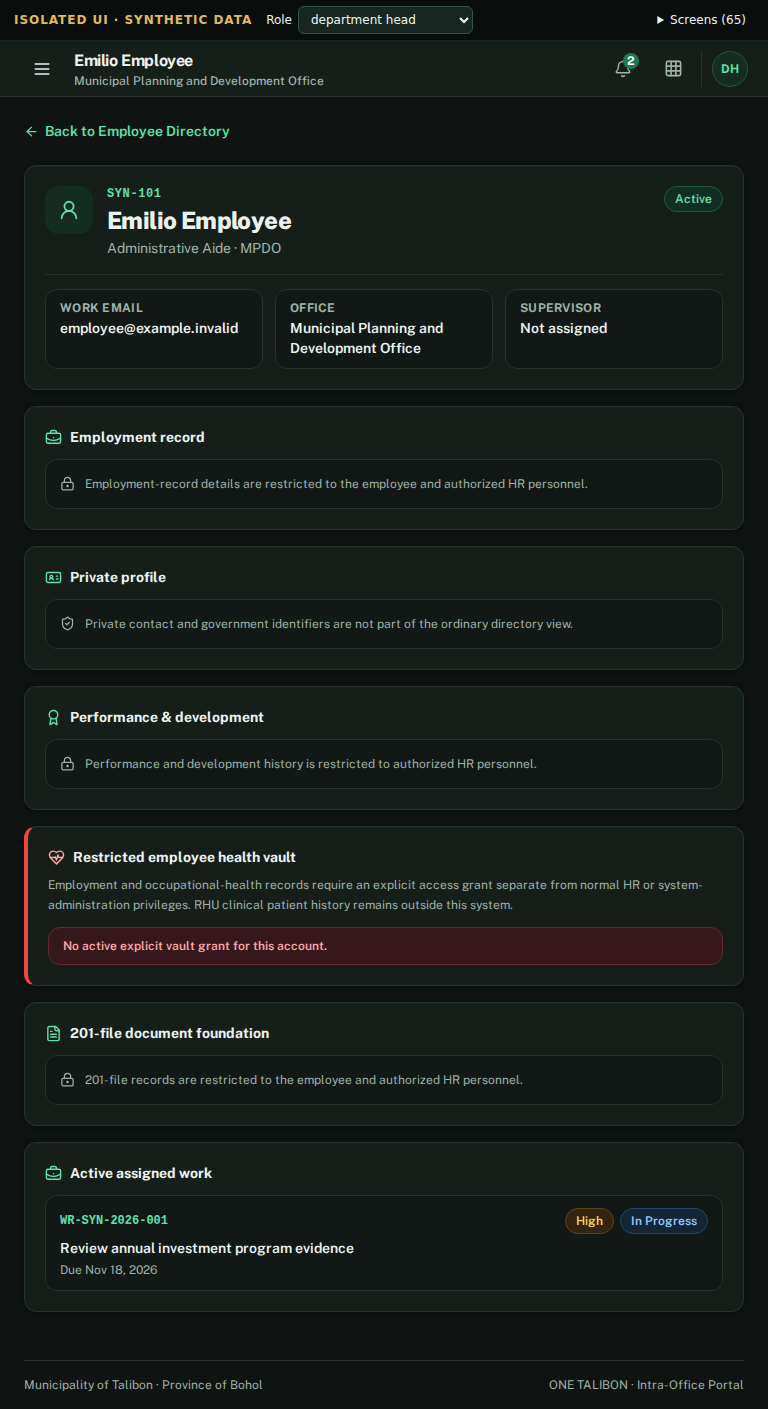 ISOLATED UI · SYNTHETIC DATA Role department head Screens (65)
Emilio Employee
Municipal Planning and Development Office
2
DH
Back to Employee Directory
SYN-101
Active
Emilio Employee
Administrative Aide · MPDO
WORK EMAIL
employee@example.invalid
OFFICE
Municipal Planning and
Development Office
SUPERVISOR
Not assigned
Employment record
Employment-record details are restricted to the employee and authorized HR personnel.
Private profile
Private contact and government identifiers are not part of the ordinary directory view.
Performance & development
Performance and development history is restricted to authorized HR personnel.
Restricted employee health vault
Employment and occupational-health records require an explicit access grant separate from normal HR or system-
administration privileges. RHU clinical patient history remains outside this system.
No active explicit vault grant for this account.
201-file document foundation
201-file records are restricted to the employee and authorized HR personnel.
Active assigned work
WR-SYN-2026-001
High In Progress
Review annual investment program evidence
Due Nov 18, 2026
Municipality of Talibon · Province of Bohol
ONE TALIBON · Intra-Office Portal